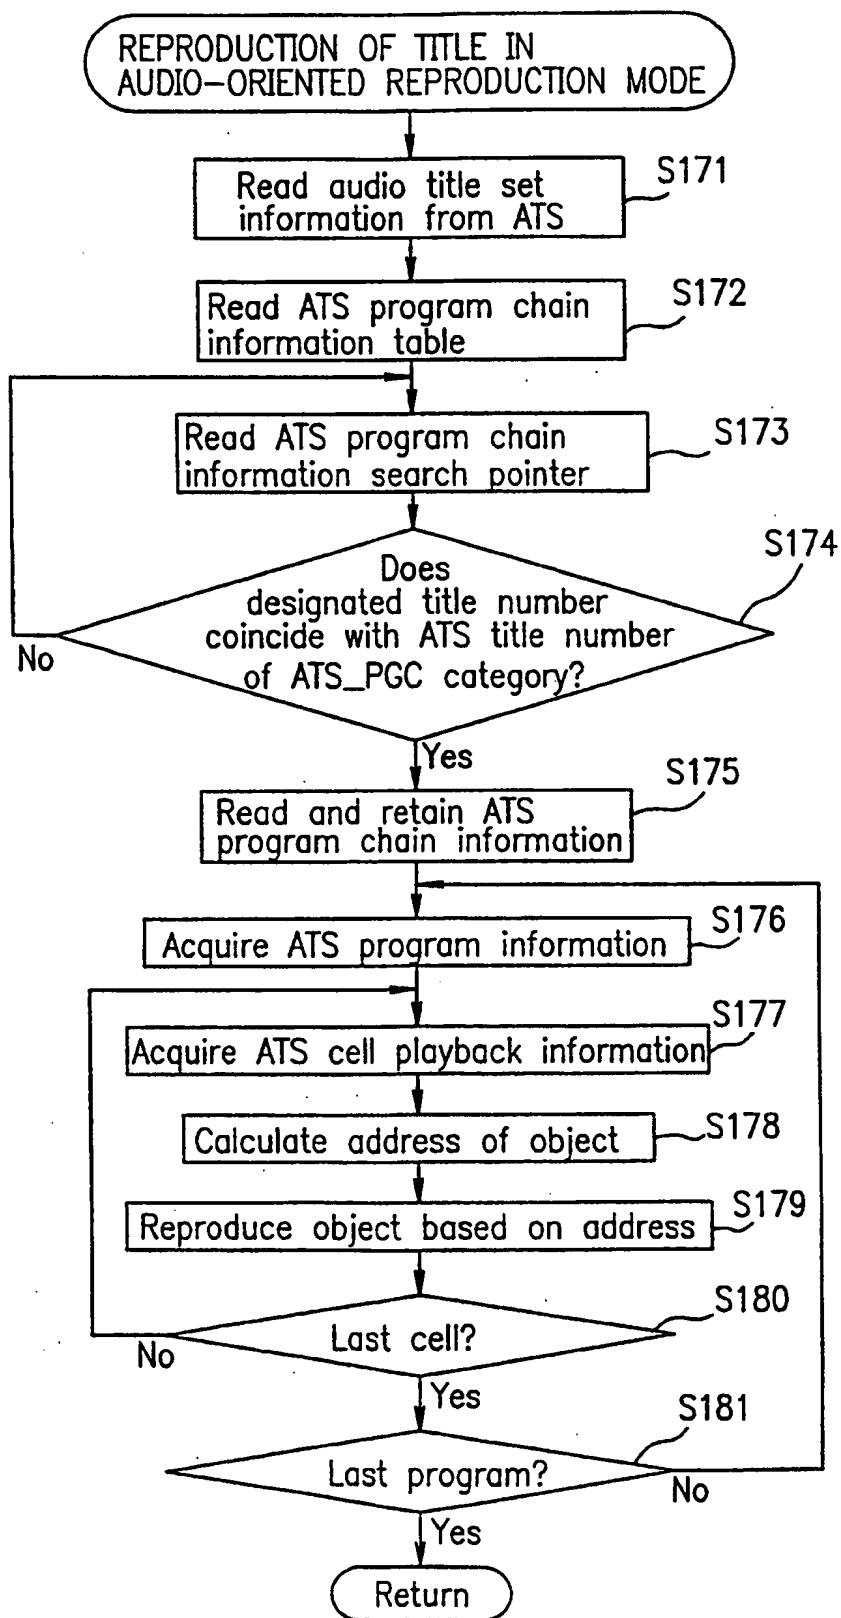 REPRODUCTION OF TITLE IN
AUDIO-ORIENTED REPRODUCTION MODE
S171
Read audio title set
information from ATS
S172
Read ATS program chain
information table
S173
Read ATS program chain
information search pointer
S174
Does
designated title number
coincide with ATS title number
of ATS_PGC category?
No
Yes
S175
Read and retain ATS
program chain information
S176
Acquire ATS program information
S177
Acquire ATS cell playback information
S178
Calculate address of object
S179
Reproduce object based on address
S180
Last cell?
No
Yes
S181
Last program?
No
Yes
Return